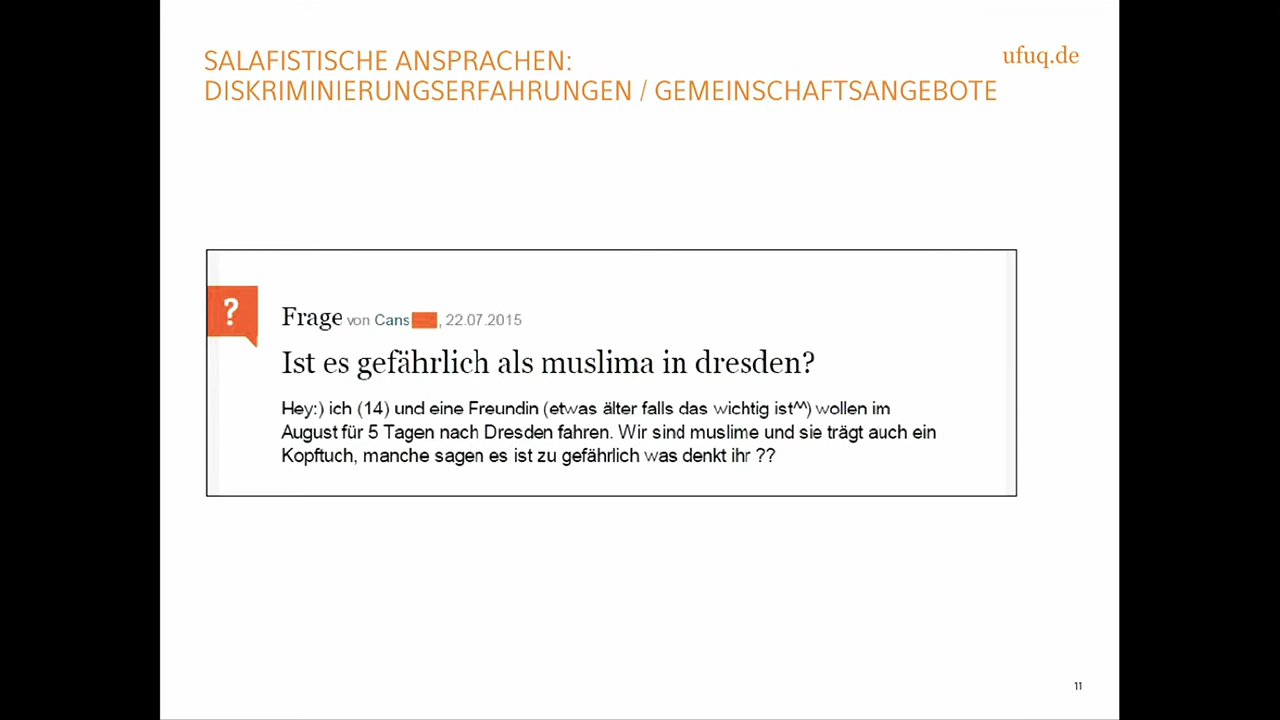 SALAFISTISCHE ANSPRACHEN:
DISKRIMINIERUNGSERFAHRUNGEN / GEMEINSCHAFTSANGEBOTE
ufuq.de
?
Frage von Cans , 22.07.2015
Ist es gefährlich als muslima in dresden?
Hey:) ich (14) und eine Freundin (etwas älter falls das wichtig ist^^) wollen im
August für 5 Tagen nach Dresden fahren. Wir sind muslime und sie trägt auch ein
Kopftuch, manche sagen es ist zu gefährlich was denkt ihr ??
11